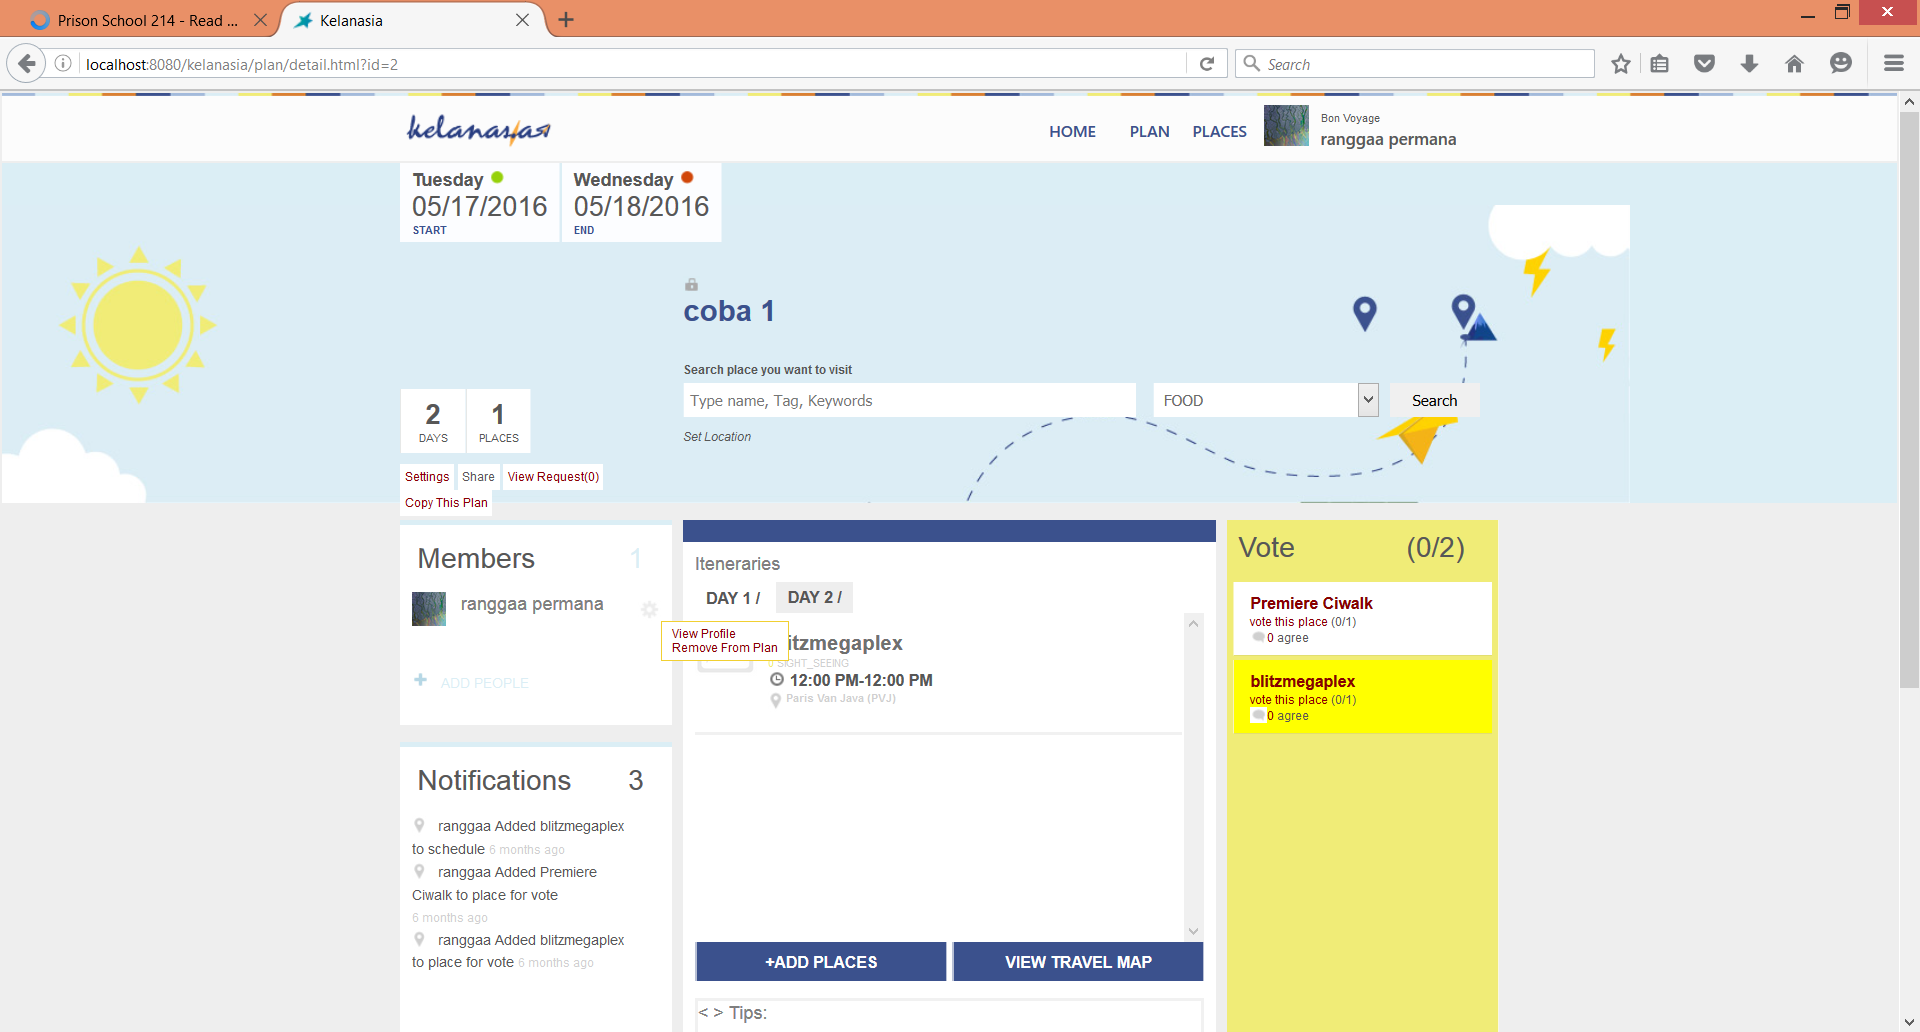 Prison School 214 - Read ...
Kelanasia
localhost:8080/kelanasia/plan/detail.html?id=2
Search
kelanasia
HOME
PLAN
PLACES
Bon Voyage
ranggaa permana
Tuesday
05/17/2016
START
Wednesday
05/18/2016
END
coba 1
Search place you want to visit
Type name, Tag, Keywords
FOOD
Search
Set Location
2
DAYS
1
PLACES
Settings
Share
View Request(0)
Copy This Plan
Members 1
ranggaa permana
View Profile
Remove From Plan
ADD PEOPLE
Notifications 3
ranggaa Added blitzmegaplex
to schedule 6 months ago
ranggaa Added Premiere
Ciwalk to place for vote
6 months ago
ranggaa Added blitzmegaplex
to place for vote 6 months ago
Iteneraries
DAY 1 /
DAY 2 /
itzmegaplex
SIGHT_SEEING
12:00 PM-12:00 PM
Paris Van Java (PVJ)
+ADD PLACES
VIEW TRAVEL MAP
< > Tips:
Vote (0/2)
Premiere Ciwalk
vote this place (0/1)
0 agree
blitzmegaplex
vote this place (0/1)
0 agree